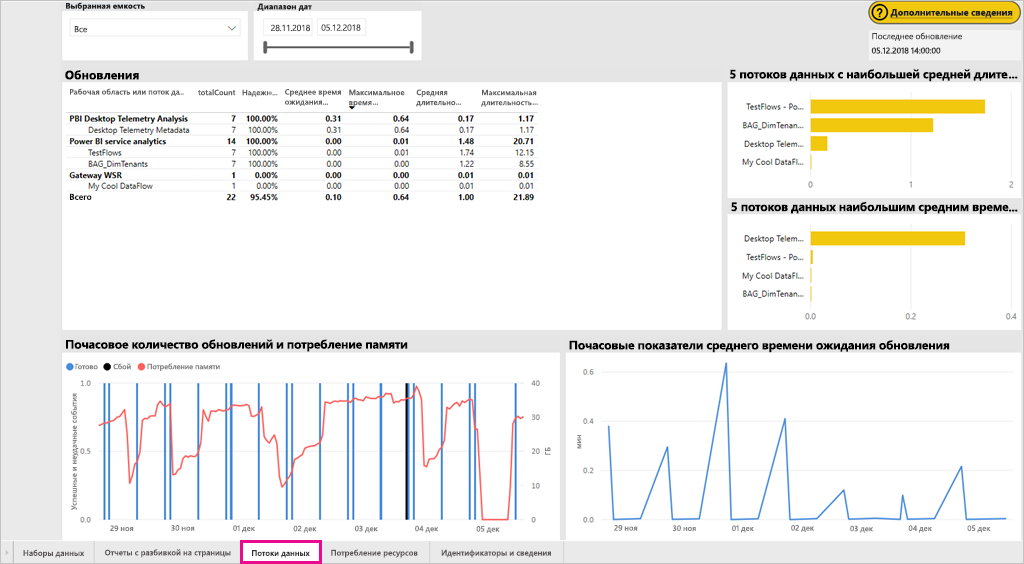 Выбранная емкость
Все
Диапазон дат
28.11.2018 05.12.2018
? Дополнительные сведения
Последнее обновление
05.12.2018 14:00:00
Обновления
Рабочая область или поток да... totalCount Надежн... Среднее время ожидания... Максимальное время... Средняя длительно... Максимальная длительность...
PBI Desktop Telemetry Analysis 7 100.00% 0.31 0.64 0.17 1.17
Desktop Telemetry Metadata 7 100.00% 0.31 0.64 0.17 1.17
Power BI service analytics 14 100.00% 0.00 0.01 1.48 20.71
TestFlows 7 100.00% 0.00 0.01 1.74 12.15
BAG_DimTenants 7 100.00% 0.00 0.00 1.22 8.55
Gateway WSR 1 0.00% 0.00 0.00 0.01 0.01
My Cool DataFlow 1 0.00% 0.00 0.00 0.01 0.01
Всего 22 95.45% 0.10 0.64 1.00 21.89
5 потоков данных с наибольшей средней длите...
TestFlows - Po...
BAG_DimTenan...
Desktop Telem...
My Cool DataFl...
0 1 2
5 потоков данных наибольшим средним време...
Desktop Telem...
TestFlows - Po...
My Cool DataFl...
BAG_DimTenan...
0.0 0.2 0.4
Почасовое количество обновлений и потребление памяти
Готово Сбой Потребление памяти
Успешные и неудачные события
1.0
0.5
0.0
40
30
20
10
0
ГБ
29 ноя 30 ноя 01 дек 02 дек 03 дек 04 дек 05 дек
Почасовые показатели среднего времени ожидания обновления
мин
0.6
0.4
0.2
0.0
29 ноя 30 ноя 01 дек 02 дек 03 дек 04 дек 05 дек
Наборы данных Отчеты с разбивкой на страницы Потоки данных Потребление ресурсов Идентификаторы и сведения